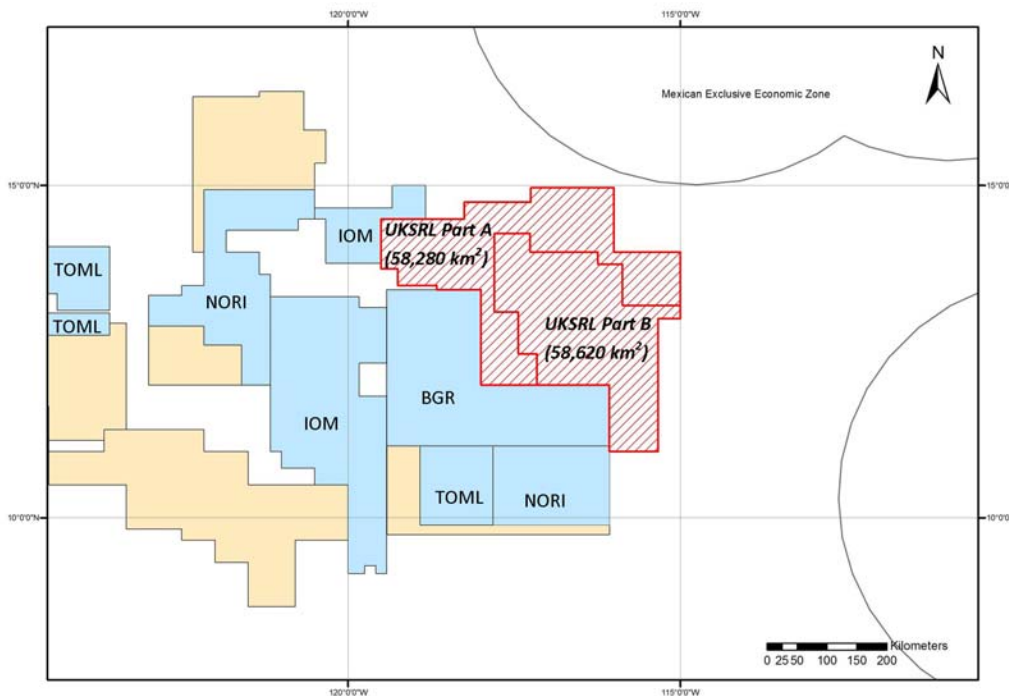 120°0'0"W
115°0'0"W
N
Mexican Exclusive Economic Zone
15°0'0"N
15°0'0"N
IOM
UKSRL Part A
(58,280 km²)
TOML
NORI
TOML
UKSRL Part B
(58,620 km²)
BGR
IOM
TOML
NORI
10°0'0"N
10°0'0"N
Kilometers
0 25 50 100 150 200
120°0'0"W
115°0'0"W